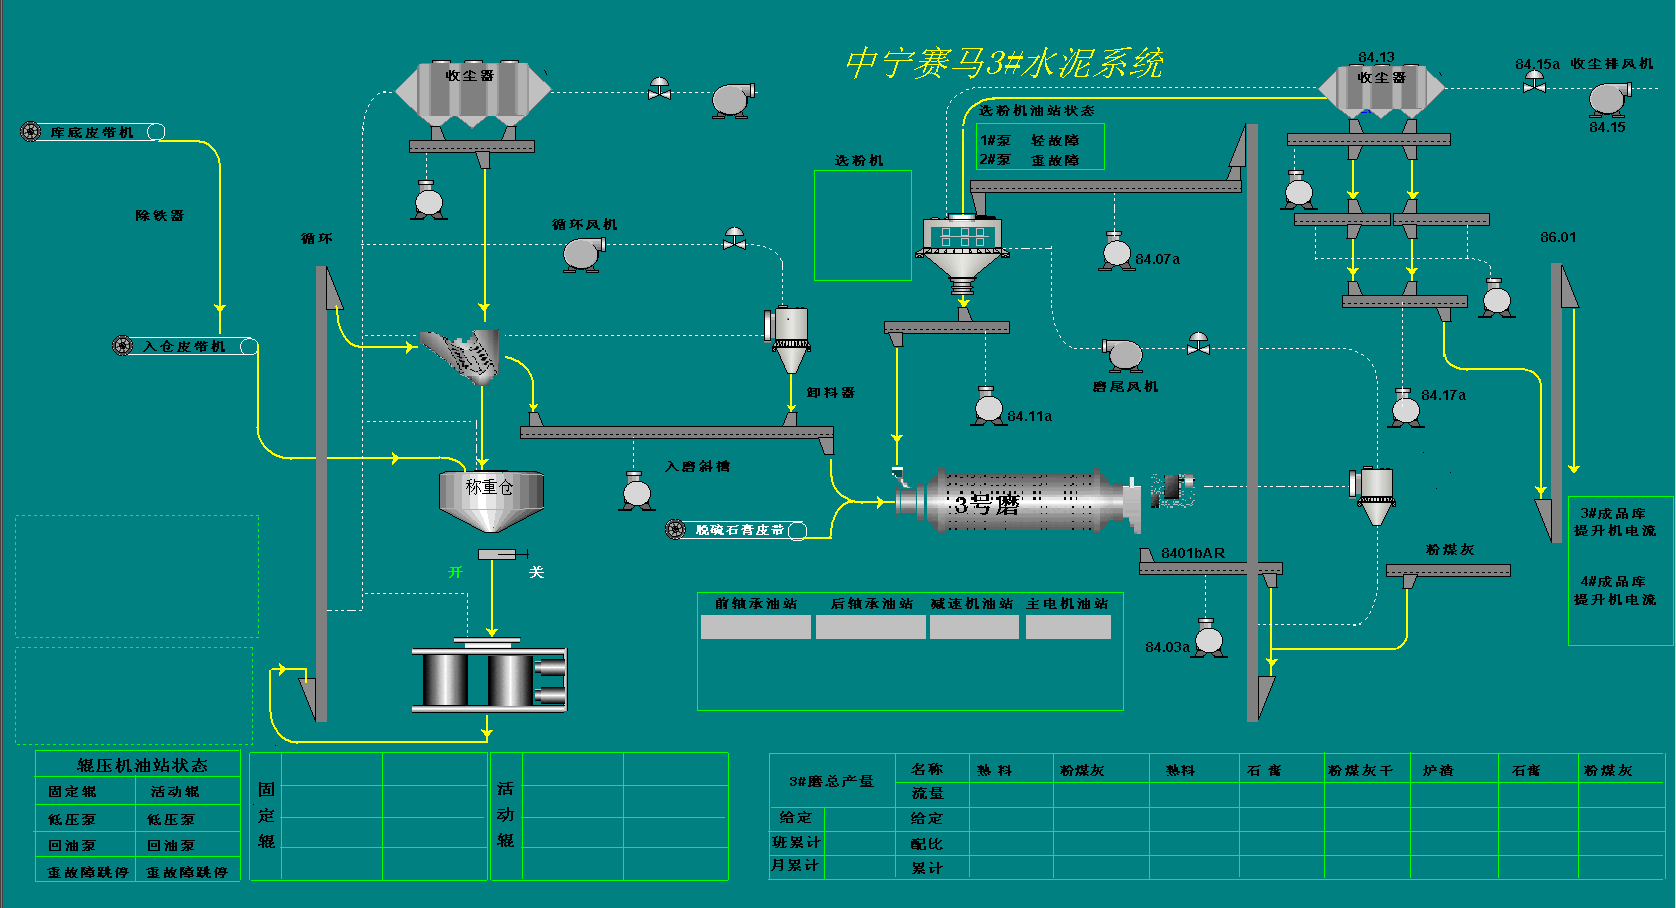 中宁赛马3#水泥系统
收尘器
84.13
收尘器
84.15a
收尘排风机
84.15
库底皮带机
选粉机油站状态
1#泵 轻故障
2#泵 重故障
选粉机
除铁器
循环
循环风机
84.07a
86.01
入仓皮带机
磨尾风机
卸料器
84.11a
84.17a
入磨斜槽
称重仓
3号磨
脱硫石膏皮带
3#成品库
提升机电流
4#成品库
提升机电流
8401bAR
粉煤灰
开
关
前轴承油站
后轴承油站
减速机油站
主电机油站
84.03a
辊压机油站状态
固定辊 活动辊
低压泵 低压泵
回油泵 回油泵
重故障跳停 重故障跳停
固
定
辊
活
动
辊
3#磨总产量
名称 熟料 粉煤灰 熟料 石膏 粉煤灰干 炉渣 石膏 粉煤灰
流量
给定 给定
班累计 配比
月累计 累计